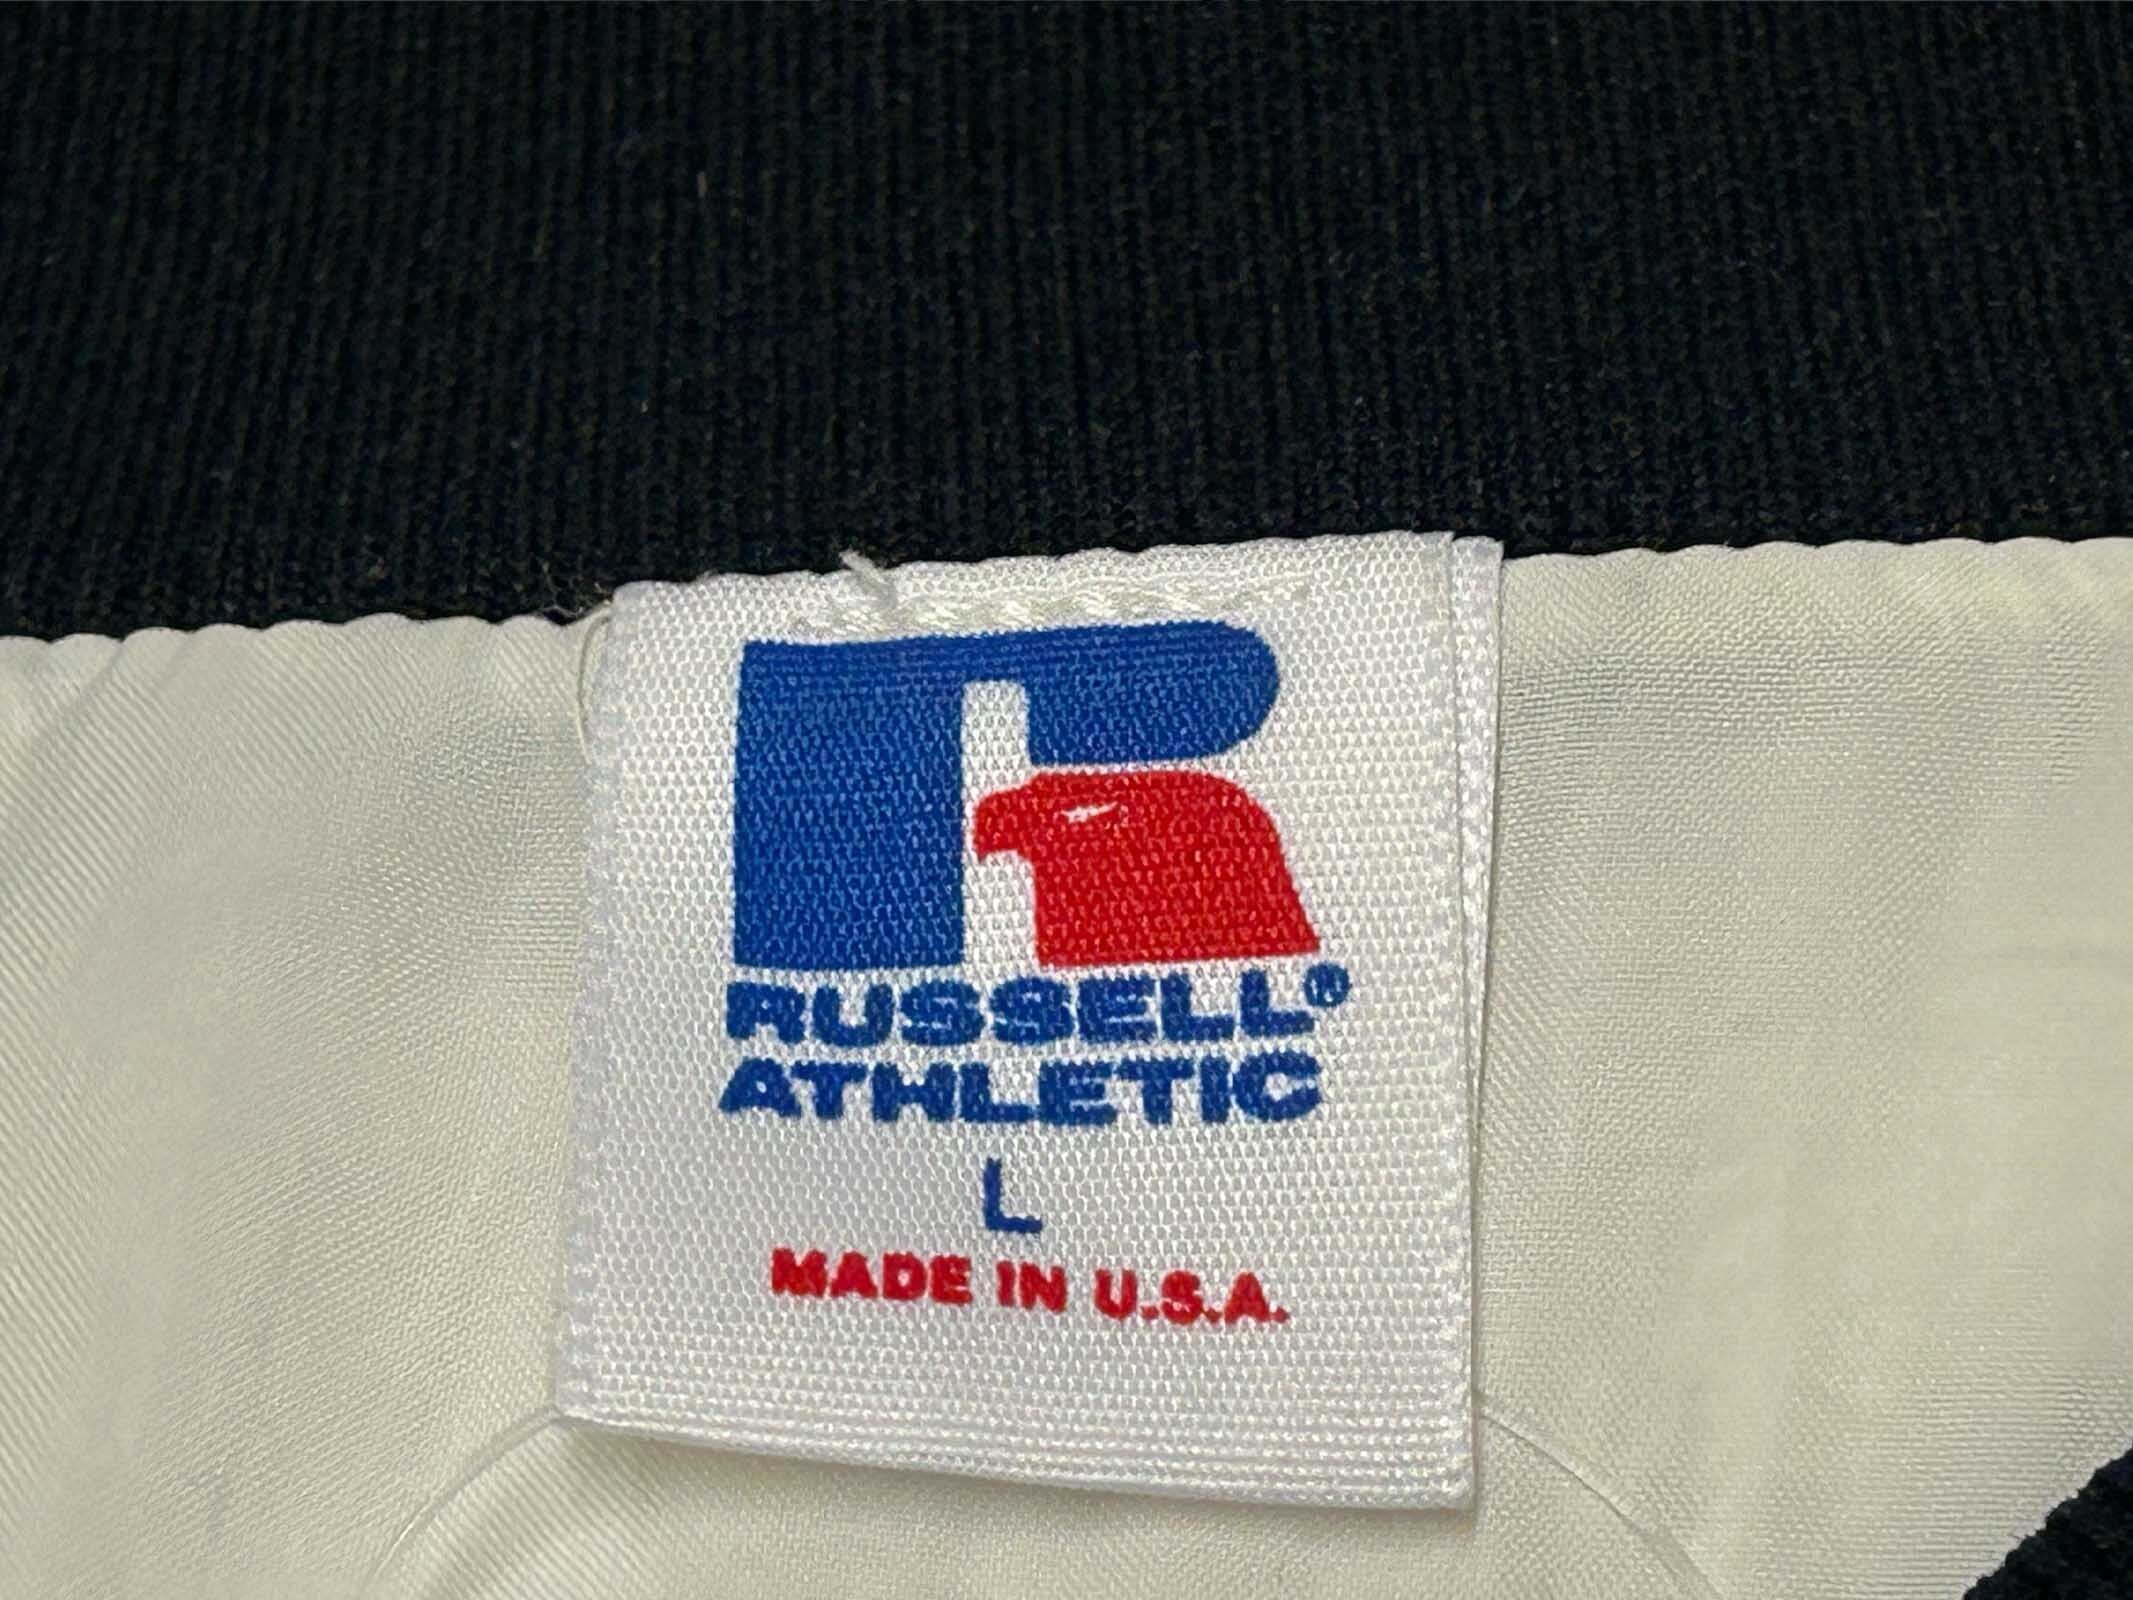 RUSSELL®
ATHLETIC
L
MADE IN U.S.A.